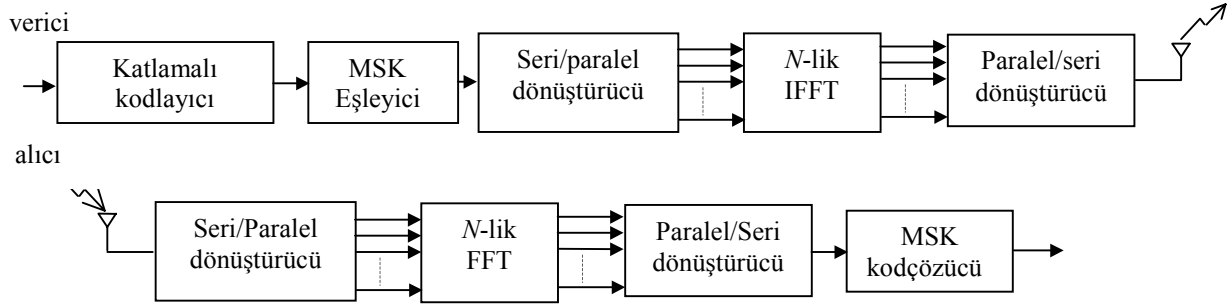 verici
Katlamalı
kodlayıcı
MSK
Eşleyici
Seri/paralel
dönüştürücü
N-lik
IFFT
Paralel/seri
dönüştürücü
alıcı
Seri/Paralel
dönüştürücü
N-lik
FFT
Paralel/Seri
dönüştürücü
MSK
kodçözücü